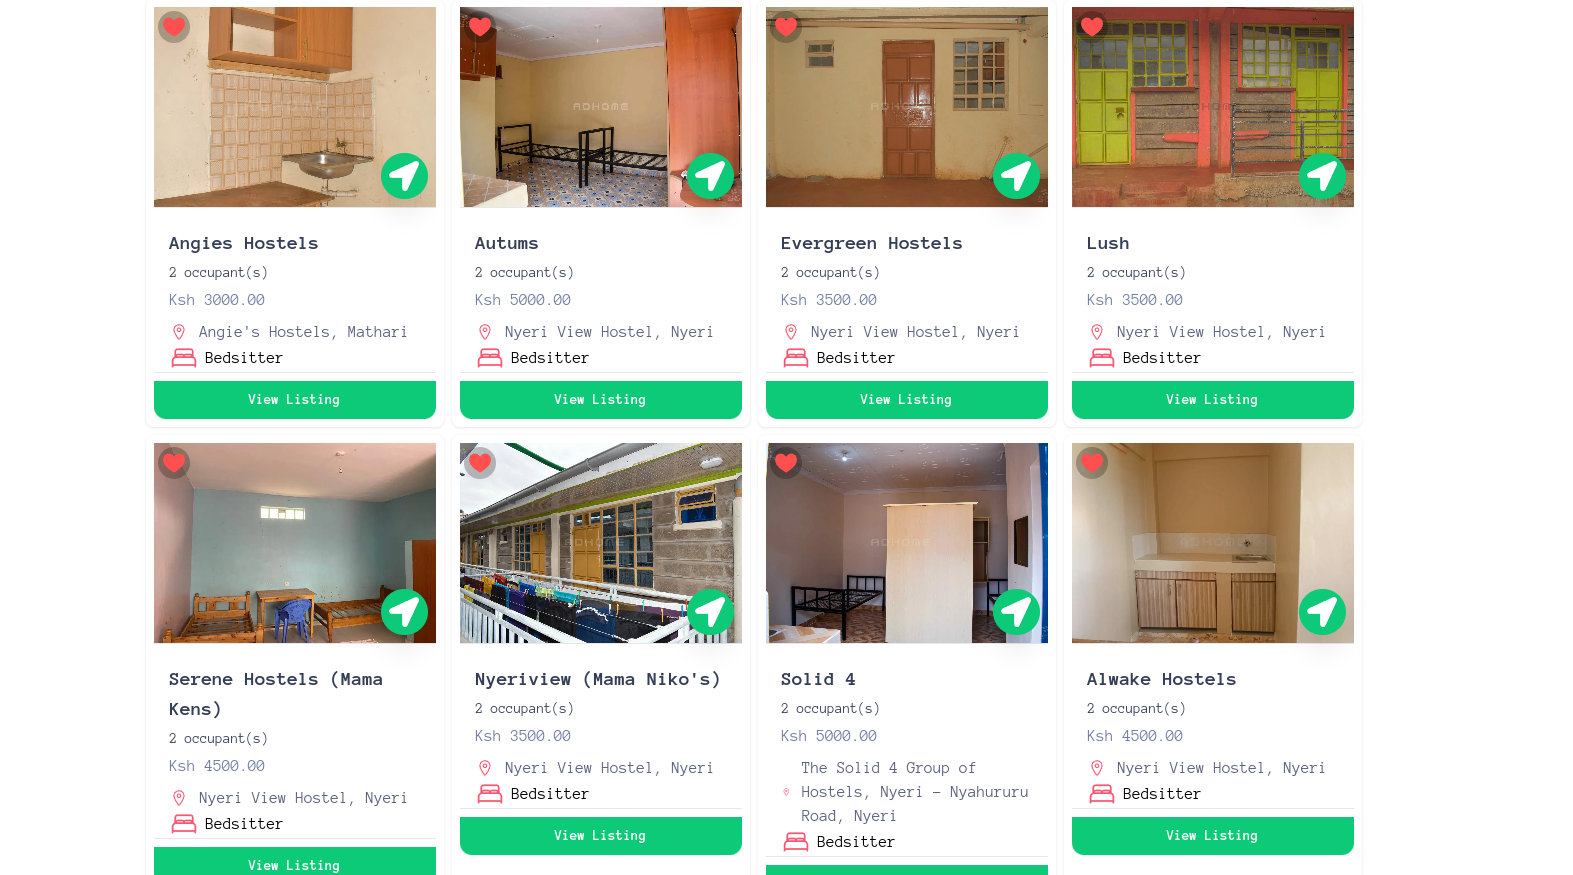 ADHOME
ADHOME
ADHOME
ADHOME
Angies Hostels
2 occupant(s)
Ksh 3000.00
Angie's Hostels, Mathari
Bedsitter
View Listing
Autums
2 occupant(s)
Ksh 5000.00
Nyeri View Hostel, Nyeri
Bedsitter
View Listing
Evergreen Hostels
2 occupant(s)
Ksh 3500.00
Nyeri View Hostel, Nyeri
Bedsitter
View Listing
Lush
2 occupant(s)
Ksh 3500.00
Nyeri View Hostel, Nyeri
Bedsitter
View Listing
ADHOME
ADHOME
ADHOME
Serene Hostels (Mama
Kens)
2 occupant(s)
Ksh 4500.00
Nyeri View Hostel, Nyeri
Bedsitter
View Listing
Nyeriview (Mama Niko's)
2 occupant(s)
Ksh 3500.00
Nyeri View Hostel, Nyeri
Bedsitter
View Listing
Solid 4
2 occupant(s)
Ksh 5000.00
The Solid 4 Group of
Hostels, Nyeri - Nyahururu
Road, Nyeri
Bedsitter
Alwake Hostels
2 occupant(s)
Ksh 4500.00
Nyeri View Hostel, Nyeri
Bedsitter
View Listing